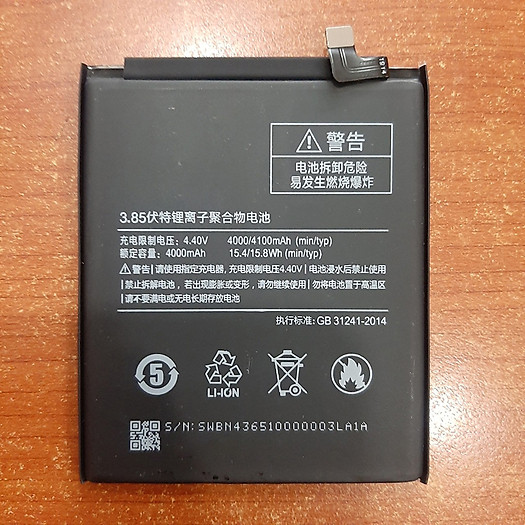 1914
警告
电池拆卸危险
易发生燃烧爆炸
3.85伏特锂离子聚合物电池
充电限制电压: 4.40V 4000/4100mAh (min/typ)
额定容量: 4000mAh 15.4/15.8Wh (min/typ)
警告|请使用指定充电器, 充电限制电压4.40V|电池浸水后禁止使用
|禁止拆解电池, 若出现膨胀或变形, 请勿继续使用|勿将电池置于高温区
|请不要满电或无电长期存放电池
执行标准: GB 31241-2014
5
LI-ION
S/N: SWBN436510000003LA1A